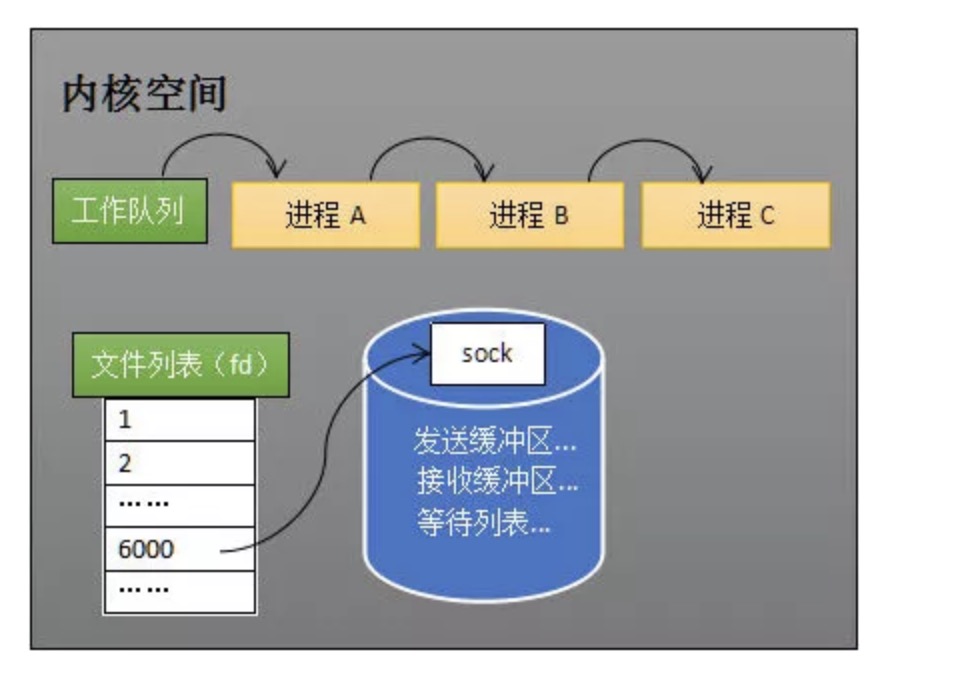 内核空间
工作队列
进程 A
进程 B
进程 C
文件列表（fd）
1
2
……
6000
……
sock
发送缓冲区...
接收缓冲区...
等待列表...